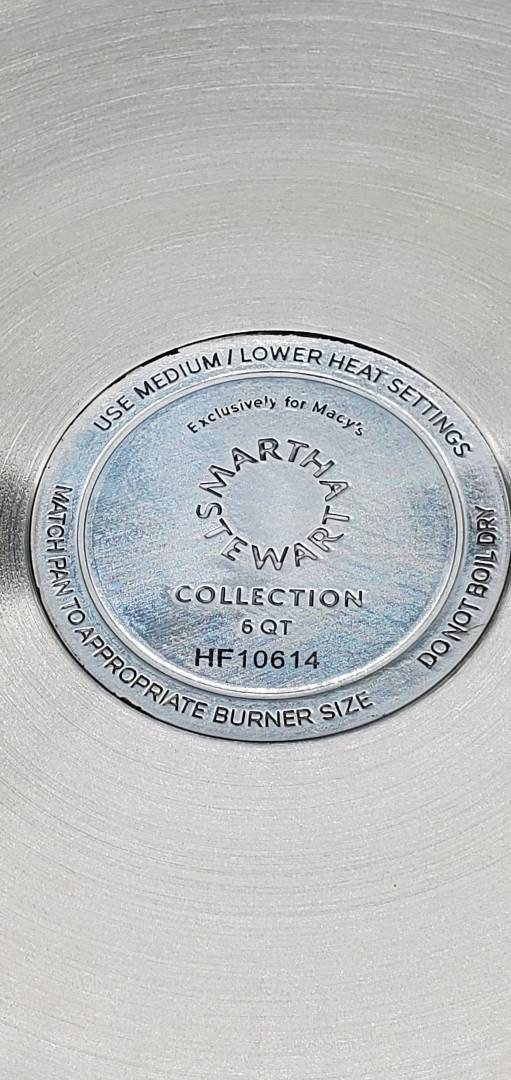 USE MEDIUM / LOWER HEAT SETTINGS
Exclusively for Macy's
MARTHA
STEWART
COLLECTION
6 QT
HF10614
DO NOT BOIL DRY
MATCH PAN TO APPROPRIATE BURNER SIZE